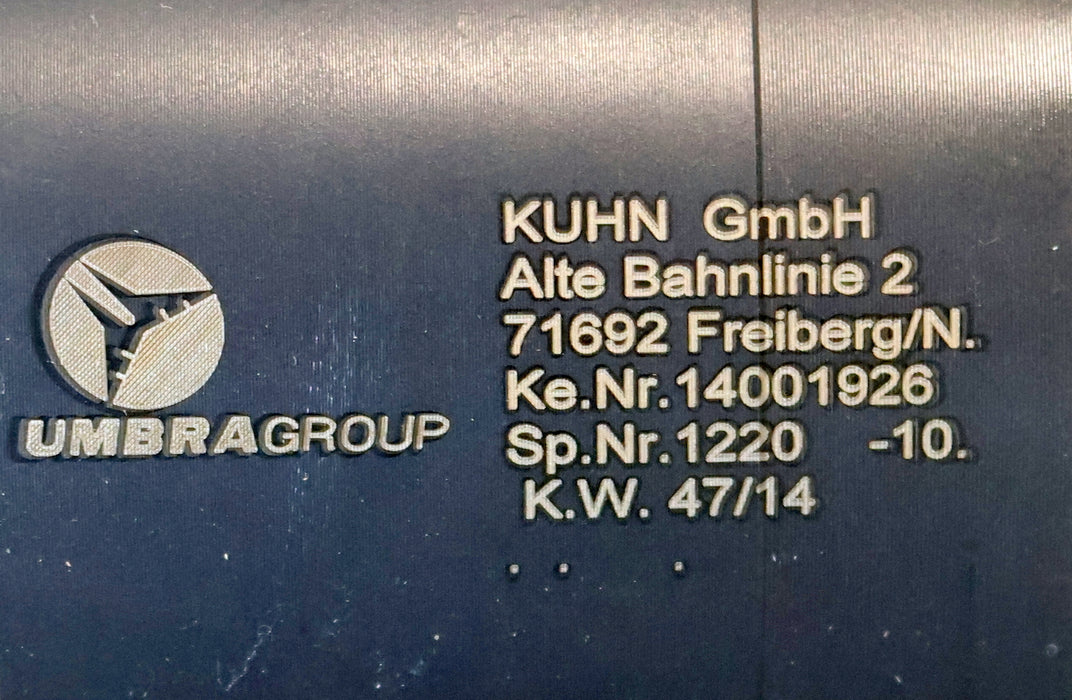 UMBRAGROUP
KUHN GmbH
Alte Bahnlinie 2
71692 Freiberg/N.
Ke.Nr.14001926
Sp.Nr.1220 -10.
K.W. 47/14
. . .